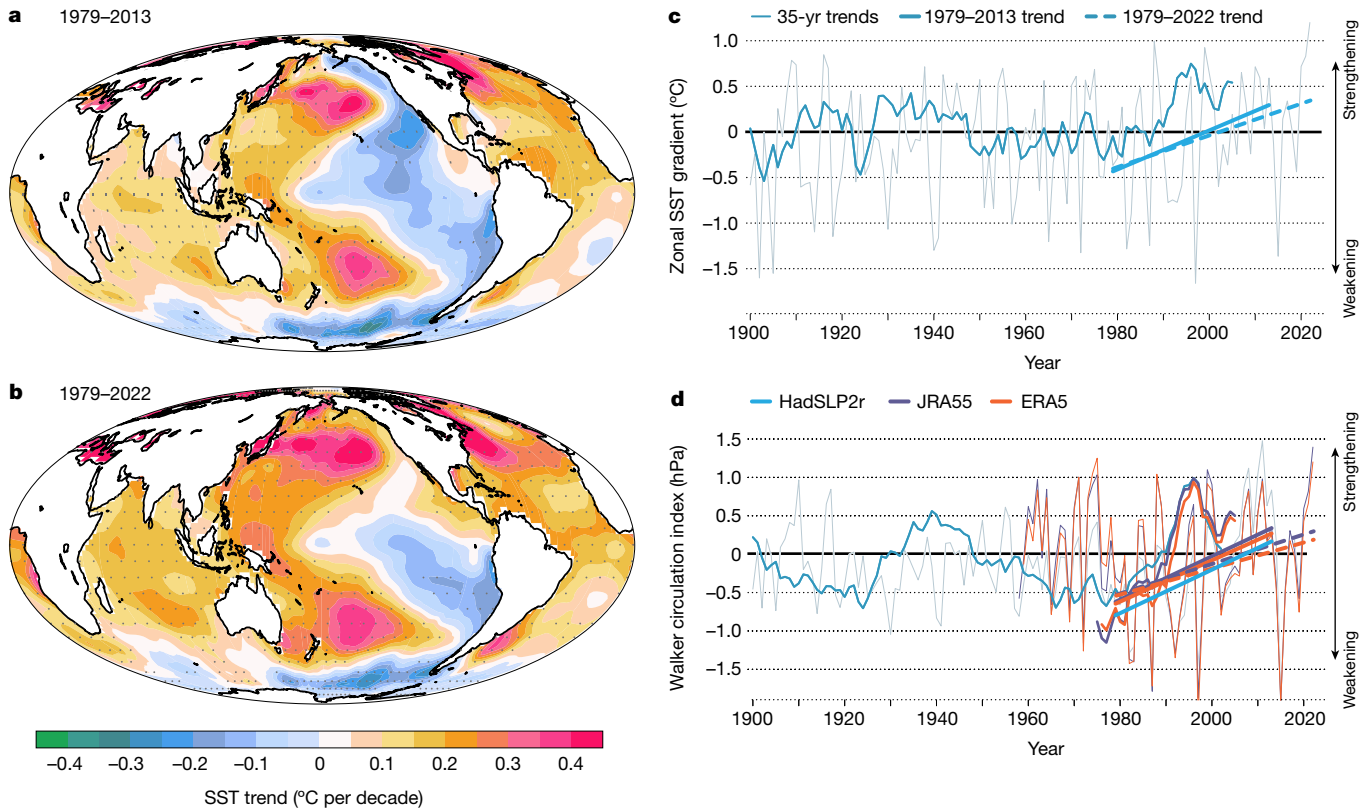 a
1979–2013
b
1979–2022
−0.4 −0.3 −0.2 −0.1 0 0.1 0.2 0.3 0.4
SST trend (ºC per decade)
c
35-yr trends 1979–2013 trend 1979–2022 trend
1.0
0.5
0
−0.5
−1.0
−1.5
Zonal SST gradient (ºC)
Strengthening
Weakening
1900 1920 1940 1960 1980 2000 2020
Year
d
HadSLP2r JRA55 ERA5
1.5
1.0
0.5
0
−0.5
−1.0
−1.5
Walker circulation index (hPa)
Strengthening
Weakening
1900 1920 1940 1960 1980 2000 2020
Year